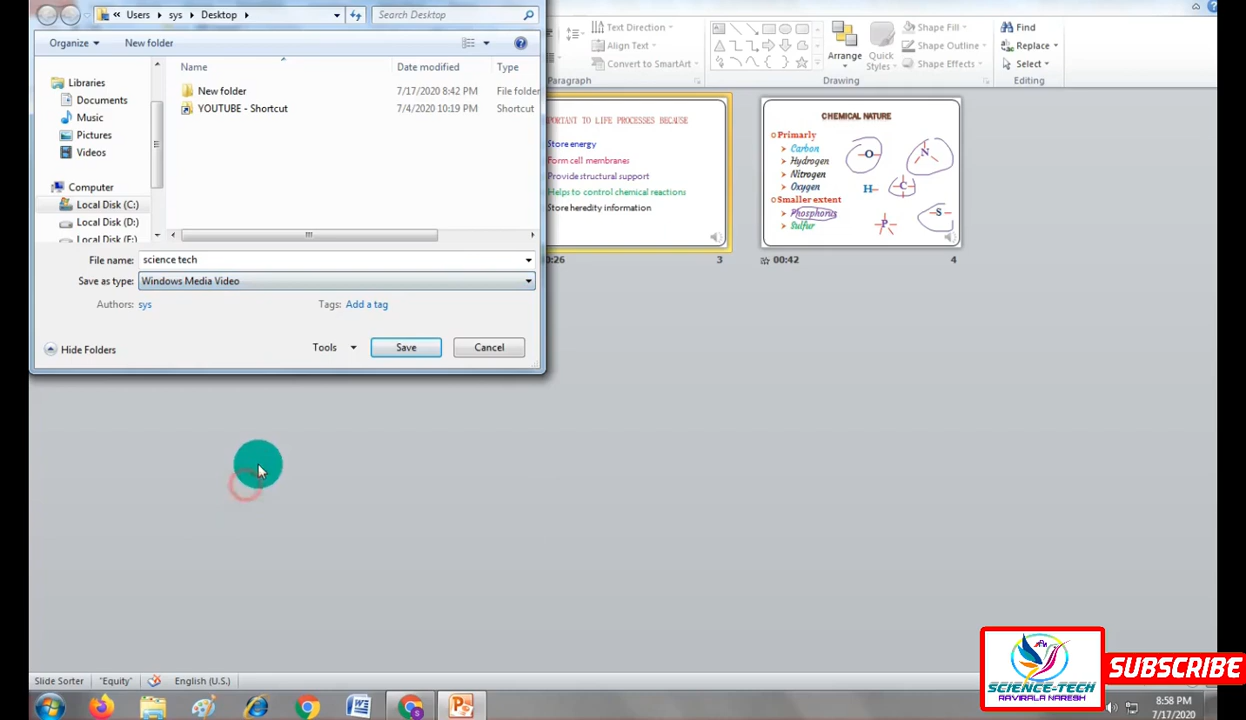 Users ▸ sys ▸ Desktop ▸
Search Desktop
Organize
New folder
Name
Date modified
Type
Libraries
Documents
Music
Pictures
Videos
Computer
Local Disk (C:)
Local Disk (D:)
Local Disk (E:)
New folder
7/17/2020 8:42 PM
File folder
YOUTUBE - Shortcut
7/4/2020 10:19 PM
Shortcut
File name: science tech
Save as type: Windows Media Video
Authors: sys
Tags: Add a tag
Hide Folders
Tools
Save
Cancel
Text Direction
Align Text
Convert to SmartArt
Paragraph
Arrange
Quick Styles
Shape Fill
Shape Outline
Shape Effects
Drawing
Find
Replace
Select
Editing
PORTANT TO LIFE PROCESSES BECAUSE
Store energy
Form cell membranes
Provide structural support
Helps to control chemical reactions
Store heredity information
:26
3
CHEMICAL NATURE
Primarly
Carbon
Hydrogen
Nitrogen
Oxygen
Smaller extent
Phosphorus
Sulfur
O
N
H
C
P
S
00:42
4
SCIENCE-TECH
RAVIRALA NARESH
SUBSCRIBE
Slide Sorter
"Equity"
English (U.S.)
8:58 PM
7/17/2020